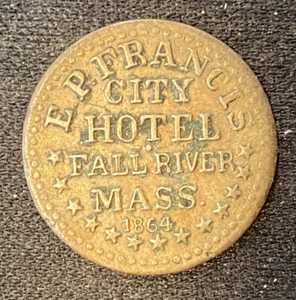 E.P. FRANCIS
CITY
HOTEL
FALL RIVER
MASS.
1864